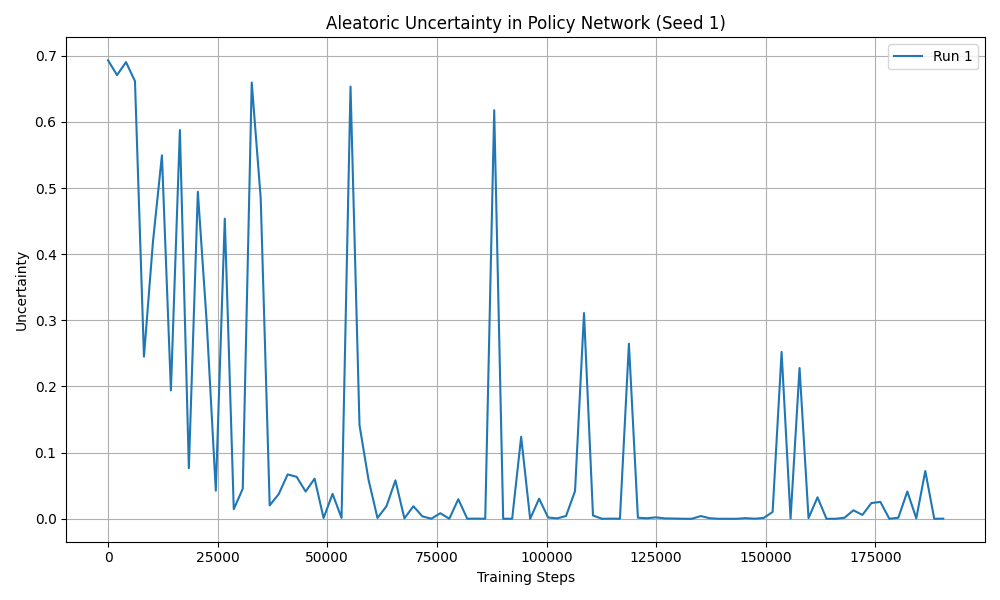 Aleatoric Uncertainty in Policy Network (Seed 1)
Run 1
Uncertainty
0.7
0.6
0.5
0.4
0.3
0.2
0.1
0.0
0 25000 50000 75000 100000 125000 150000 175000
Training Steps